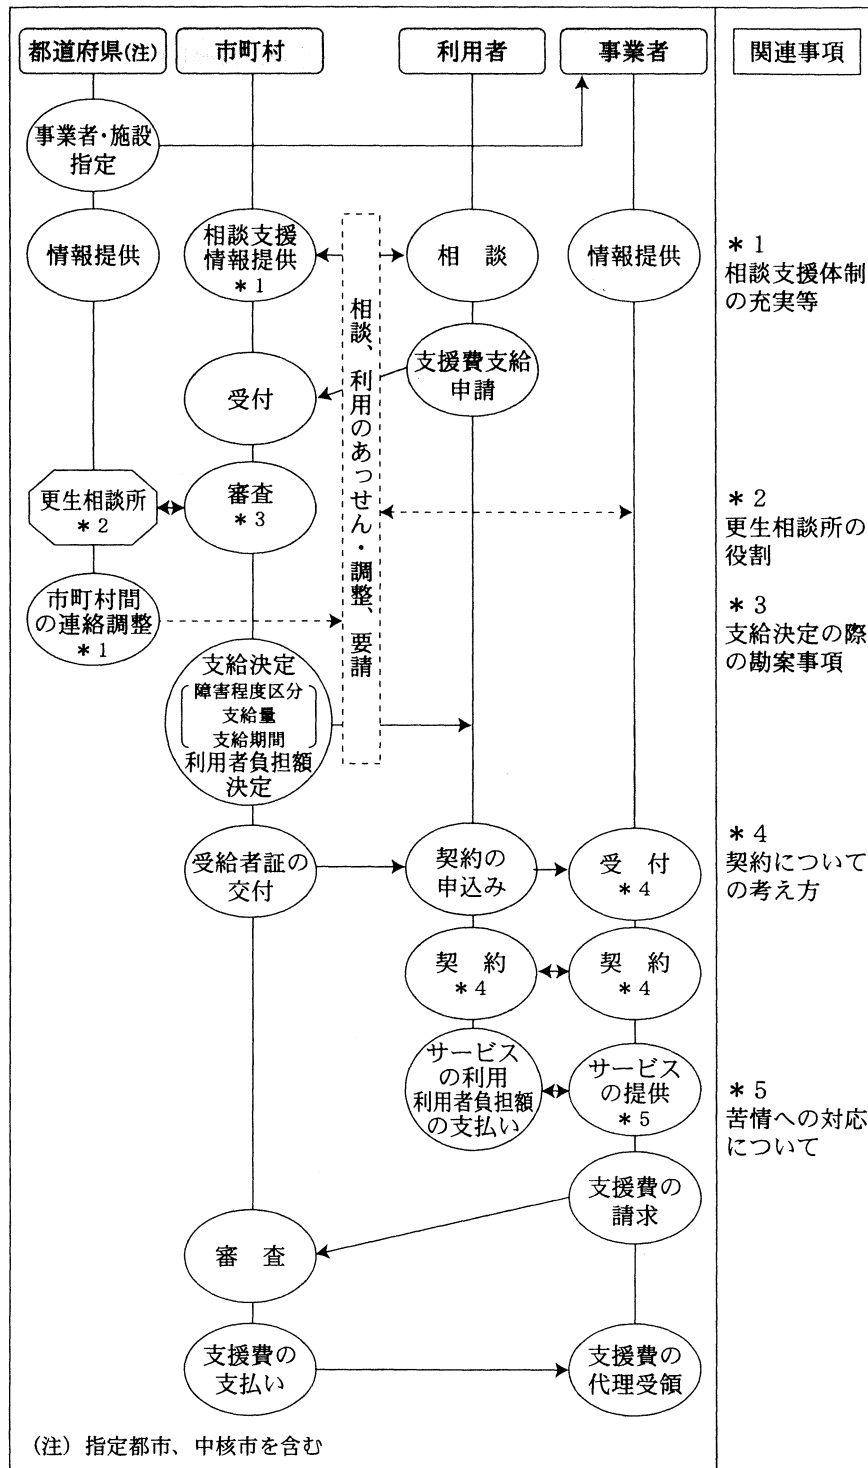 都道府県(注)
市町村
利用者
事業者
関連事項
事業者・施設
指定
情報提供
相談支援
情報提供
*1
相 談
情報提供
*1
相談支援体制
の充実等
相談、利用のあっせん・調整、要請
支援費支給
申請
受付
更生相談所
*2
審査
*3
*2
更生相談所の
役割
市町村間
の連絡調整
*1
*3
支給決定の際
の勘案事項
支給決定
障害程度区分
支給量
支給期間
利用者負担額
決定
受給者証の
交付
契約の
申込み
受 付
*4
*4
契約について
の考え方
契 約
*4
契 約
*4
サービス
の利用
利用者負担額
の支払い
サービス
の提供
*5
*5
苦情への対応
について
支援費の
請求
審 査
支援費の
支払い
支援費の
代理受領
(注) 指定都市、中核市を含む